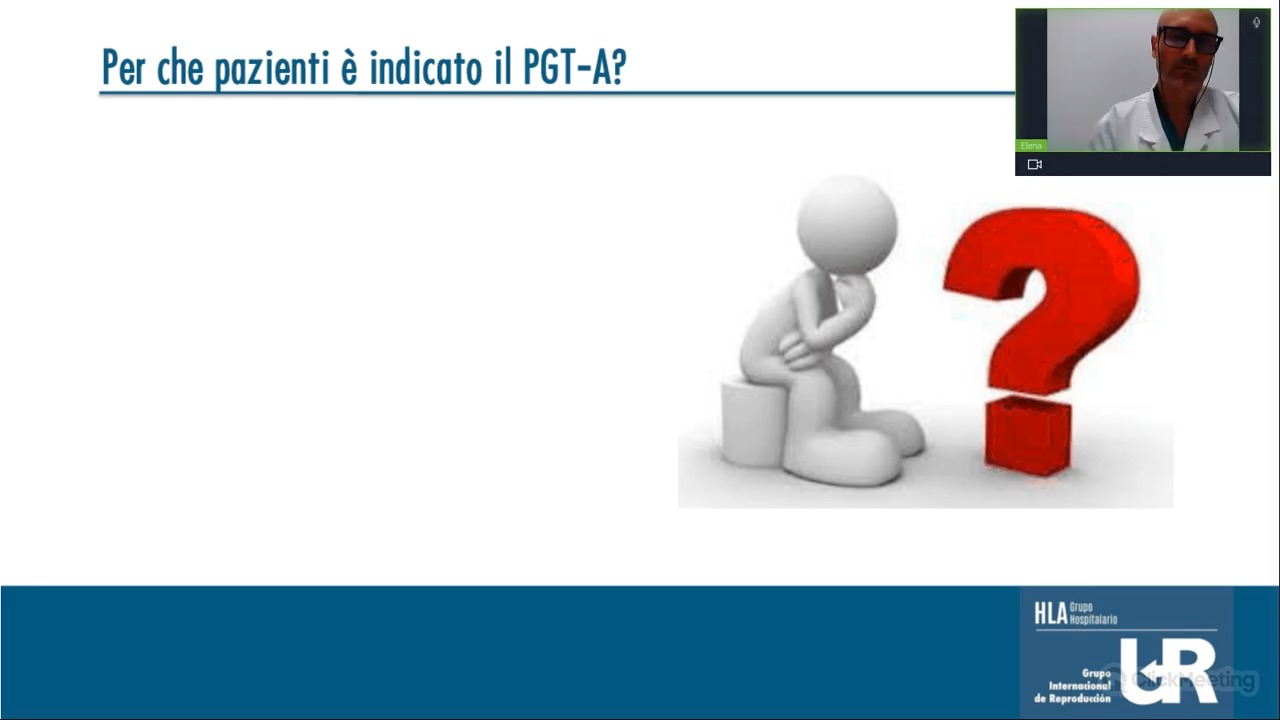 Per che pazienti è indicato il PGT-A?
Elena
HLA Grupo
Hospitalario
Grupo
Internacional
de Reproducción
UR
ClickMeeting